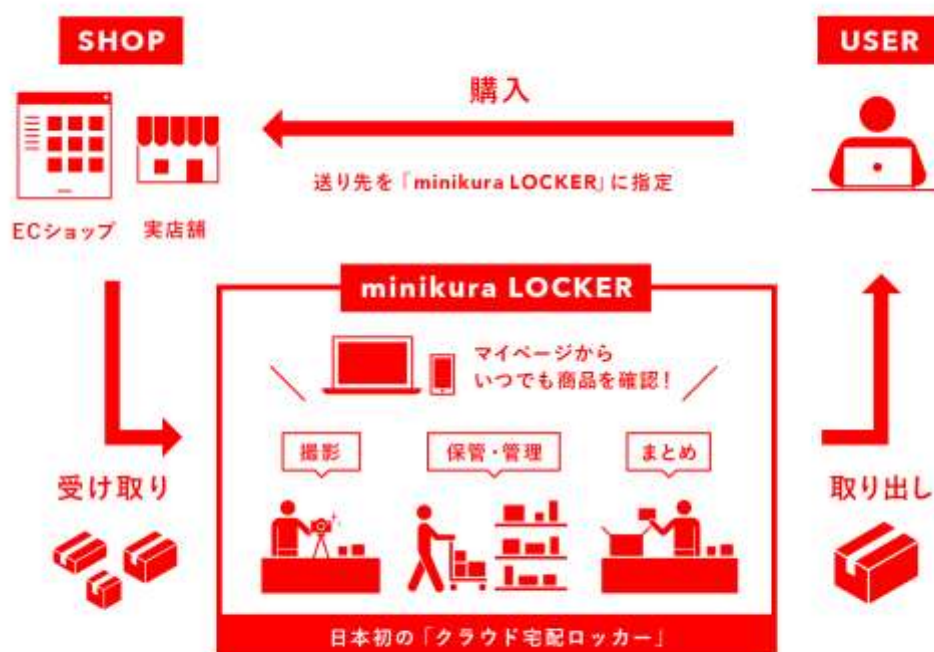 SHOP
USER
購入
送り先を「minikura LOCKER」に指定
ECショップ
実店舗
minikura LOCKER
マイページから
いつでも商品を確認!
撮影
保管・管理
まとめ
受け取り
取り出し
日本初の「クラウド宅配ロッカー」